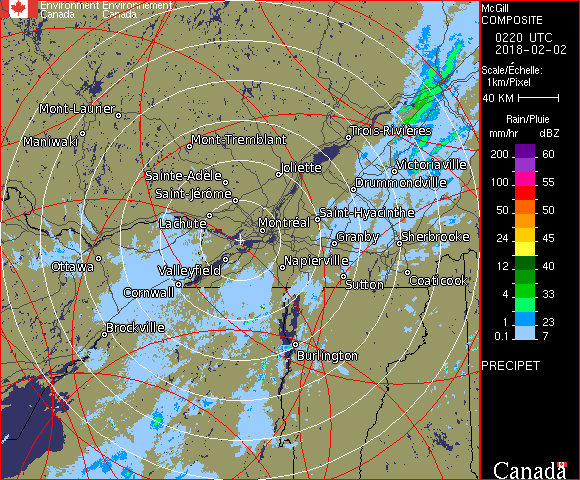 Environment Environnement
Canada Canada
McGill
COMPOSITE
0220 UTC
2018-02-02
Scale/Échelle:
1km/Pixel
40 KM
Rain/Pluie
mm/hr dBZ
200 60
100 55
50 50
24 45
12 40
4 33
1 23
0.1 7
PRECIPET
Canada
Mont-Laurier
Maniwaki
Mont-Tremblant
Trois-Rivières
Sainte-Adèle
Joliette
Victoriaville
Saint-Jérôme
Drummondville
Lachute
Montréal
Saint-Hyacinthe
Granby
Sherbrooke
Ottawa
Valleyfield
Napierville
Cornwall
Sutton
Coaticook
Brockville
Burlington